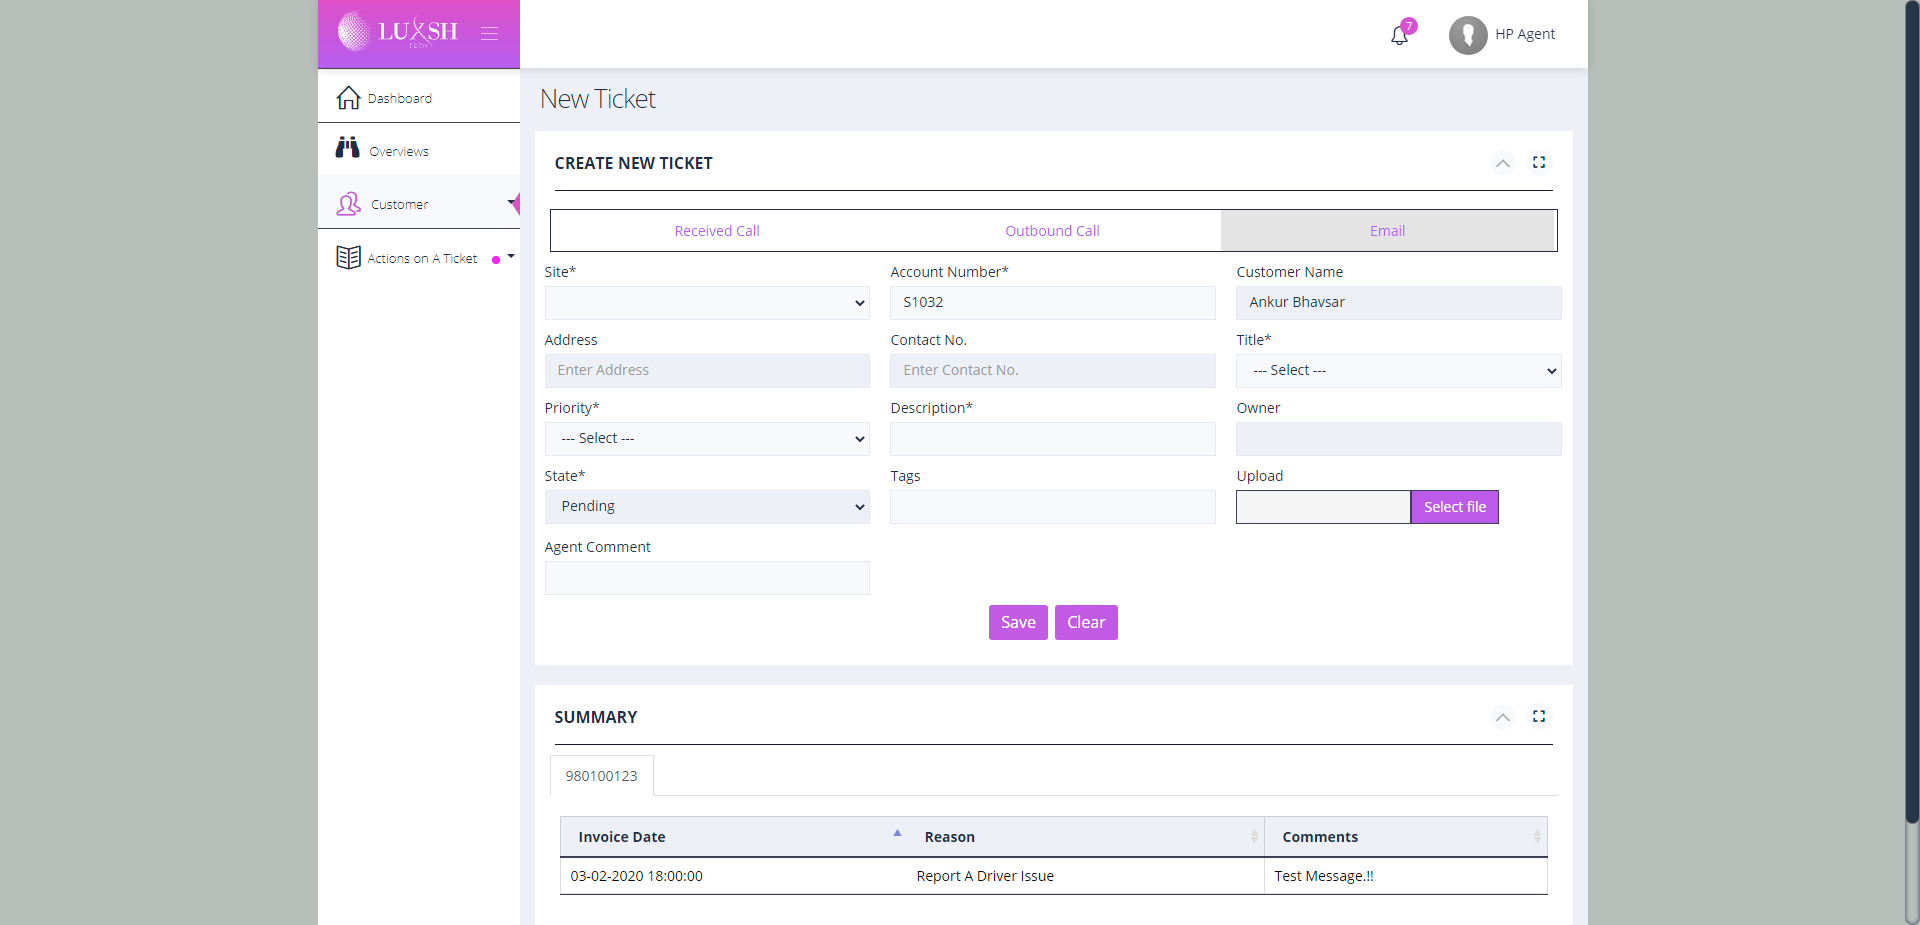 LUXSH
TECH
7
HP Agent
Dashboard
Overviews
Customer
Actions on A Ticket
New Ticket
CREATE NEW TICKET
Received Call
Outbound Call
Email
Site*
Account Number*
Customer Name
S1032
Ankur Bhavsar
Address
Contact No.
Title*
Enter Address
Enter Contact No.
--- Select ---
Priority*
Description*
Owner
--- Select ---
State*
Tags
Upload
Pending
Select file
Agent Comment
Save
Clear
SUMMARY
980100123
Invoice Date
Reason
Comments
03-02-2020 18:00:00
Report A Driver Issue
Test Message.!!